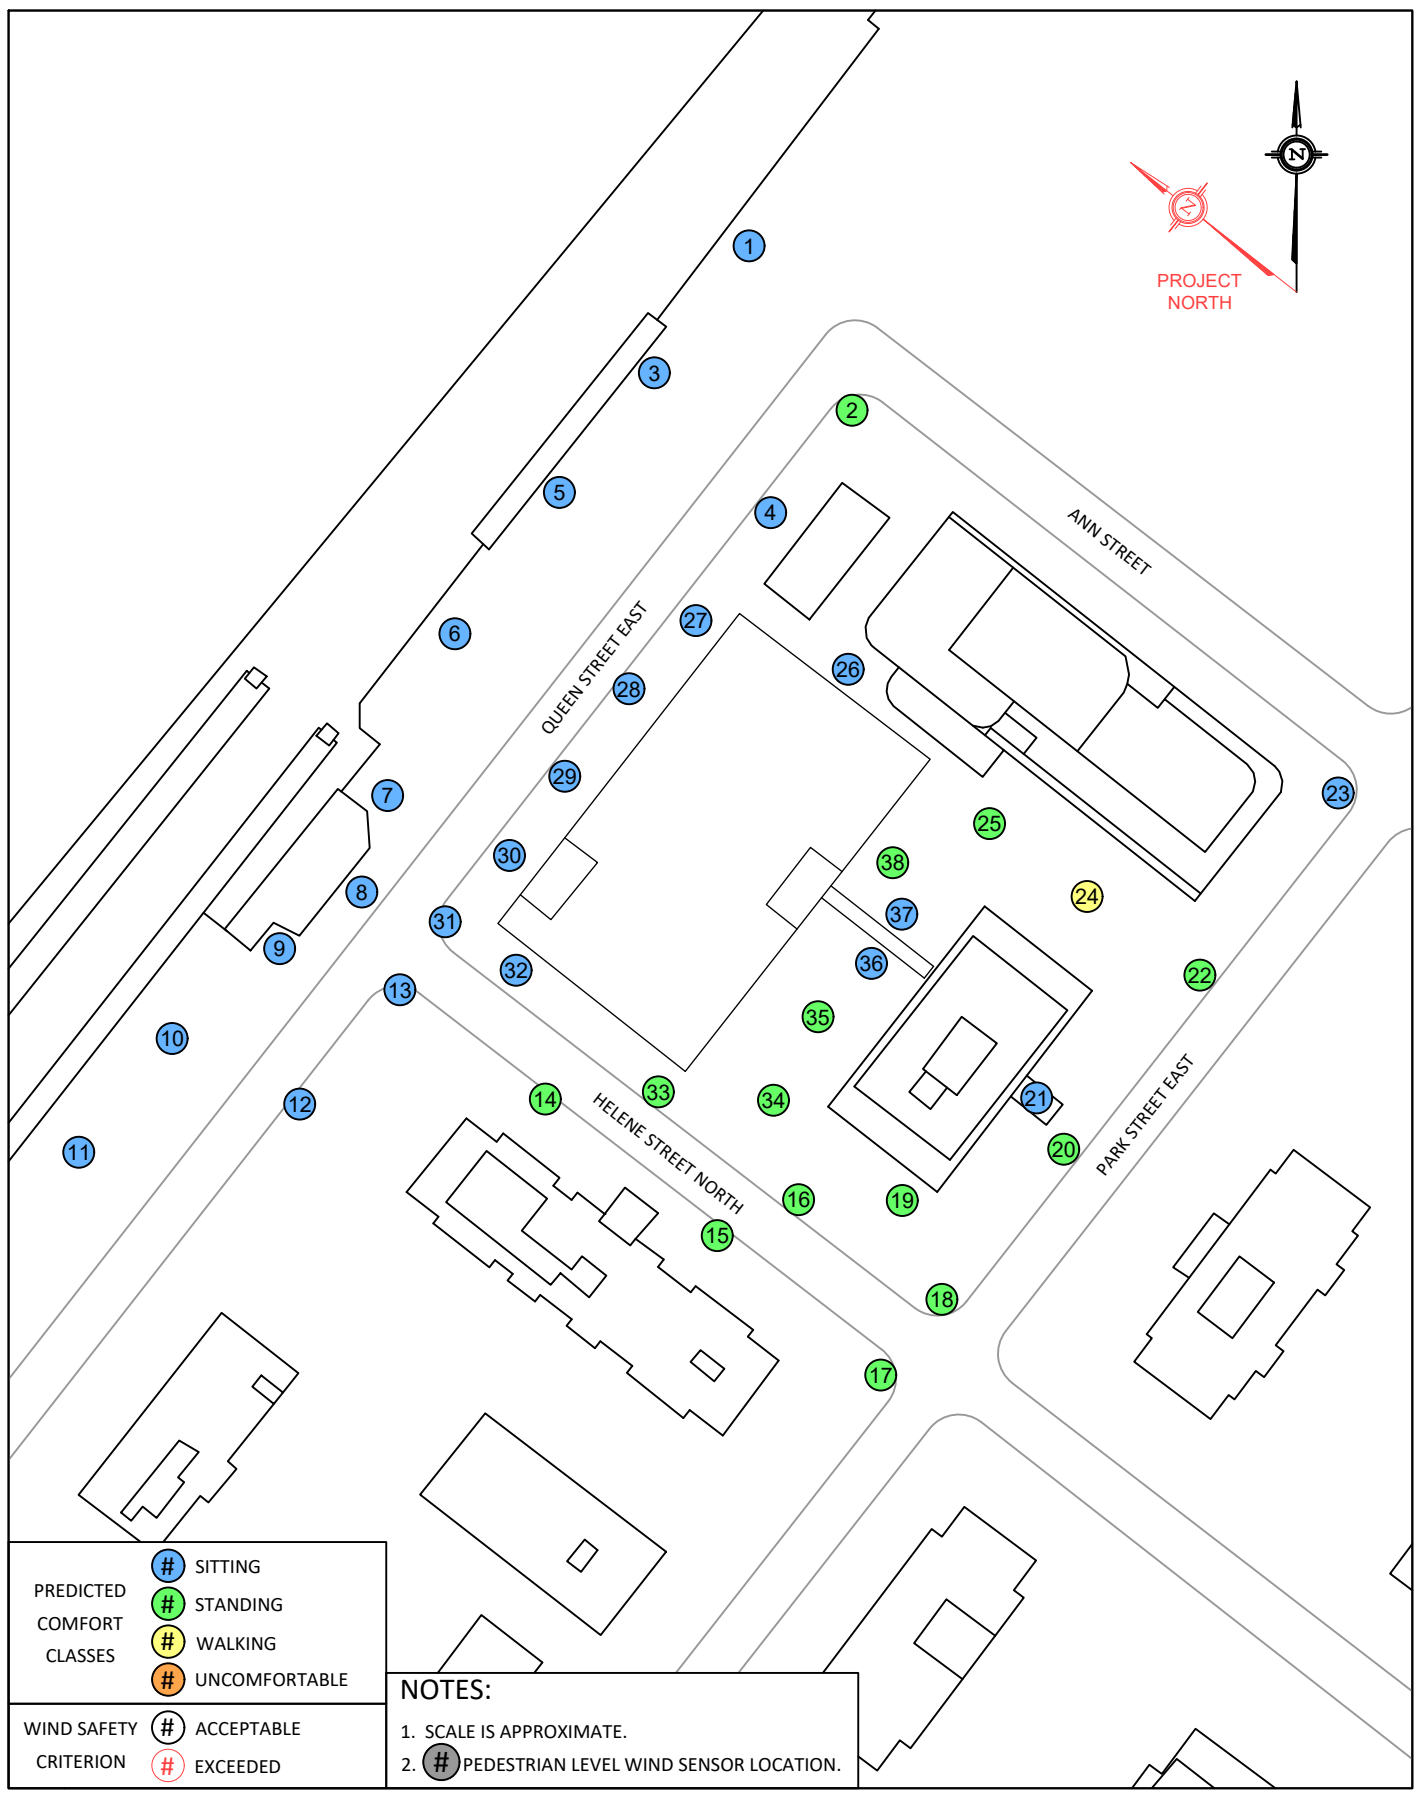 N
N
PROJECT
NORTH
1
3
2
5
4
ANN STREET
27
6
QUEEN STREET EAST
26
28
29
7
23
25
30
38
8
24
37
31
9
36
32
22
13
35
10
21
14
33
34
12
HELENE STREET NORTH
PARK STREET EAST
20
11
16
19
15
18
17
PREDICTED
COMFORT
CLASSES
# SITTING
# STANDING
# WALKING
# UNCOMFORTABLE
WIND SAFETY
CRITERION
# ACCEPTABLE
# EXCEEDED
NOTES:
1. SCALE IS APPROXIMATE.
2. # PEDESTRIAN LEVEL WIND SENSOR LOCATION.